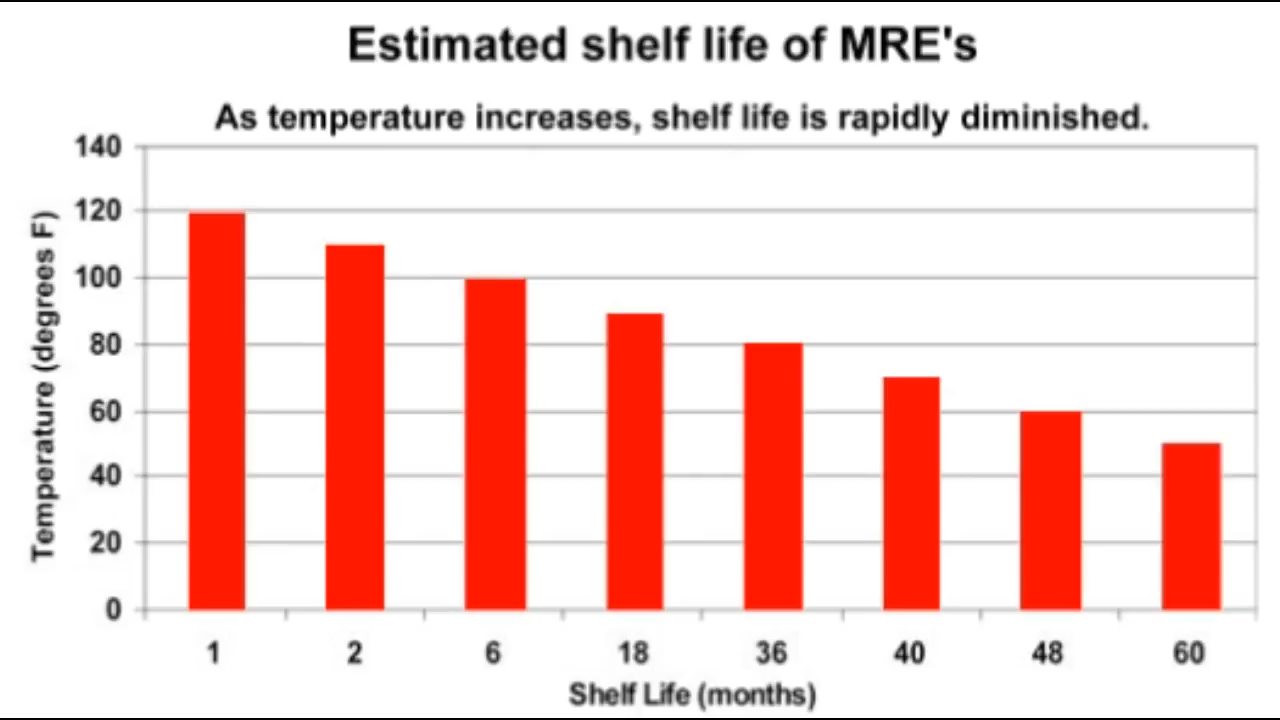 Estimated shelf life of MRE's
As temperature increases, shelf life is rapidly diminished.
Temperature (degrees F)
140
120
100
80
60
40
20
0
1 2 6 18 36 40 48 60
Shelf Life (months)